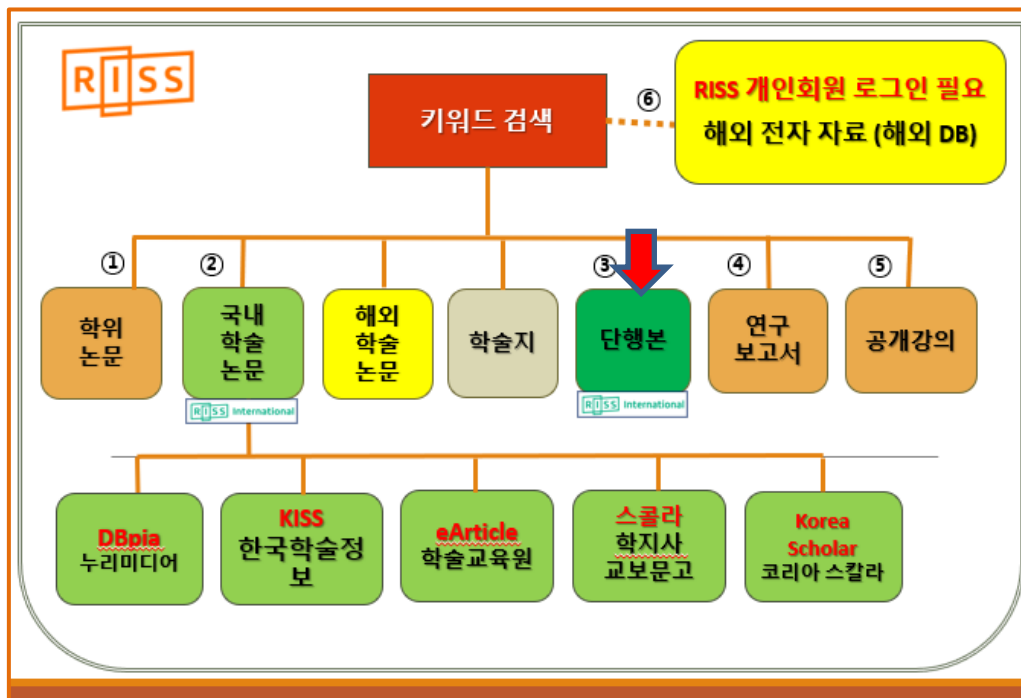 RISS
키워드 검색
⑥
RISS 개인회원 로그인 필요
해외 전자 자료 (해외 DB)
①
②
③
④
⑤
학위
논문
국내
학술
논문
RISS International
해외
학술
논문
학술지
단행본
RISS International
연구
보고서
공개강의
DBpia
누리미디어
KISS
한국학술정
보
eArticle
학술교육원
스콜라
학지사
교보문고
Korea
Scholar
코리아 스칼라